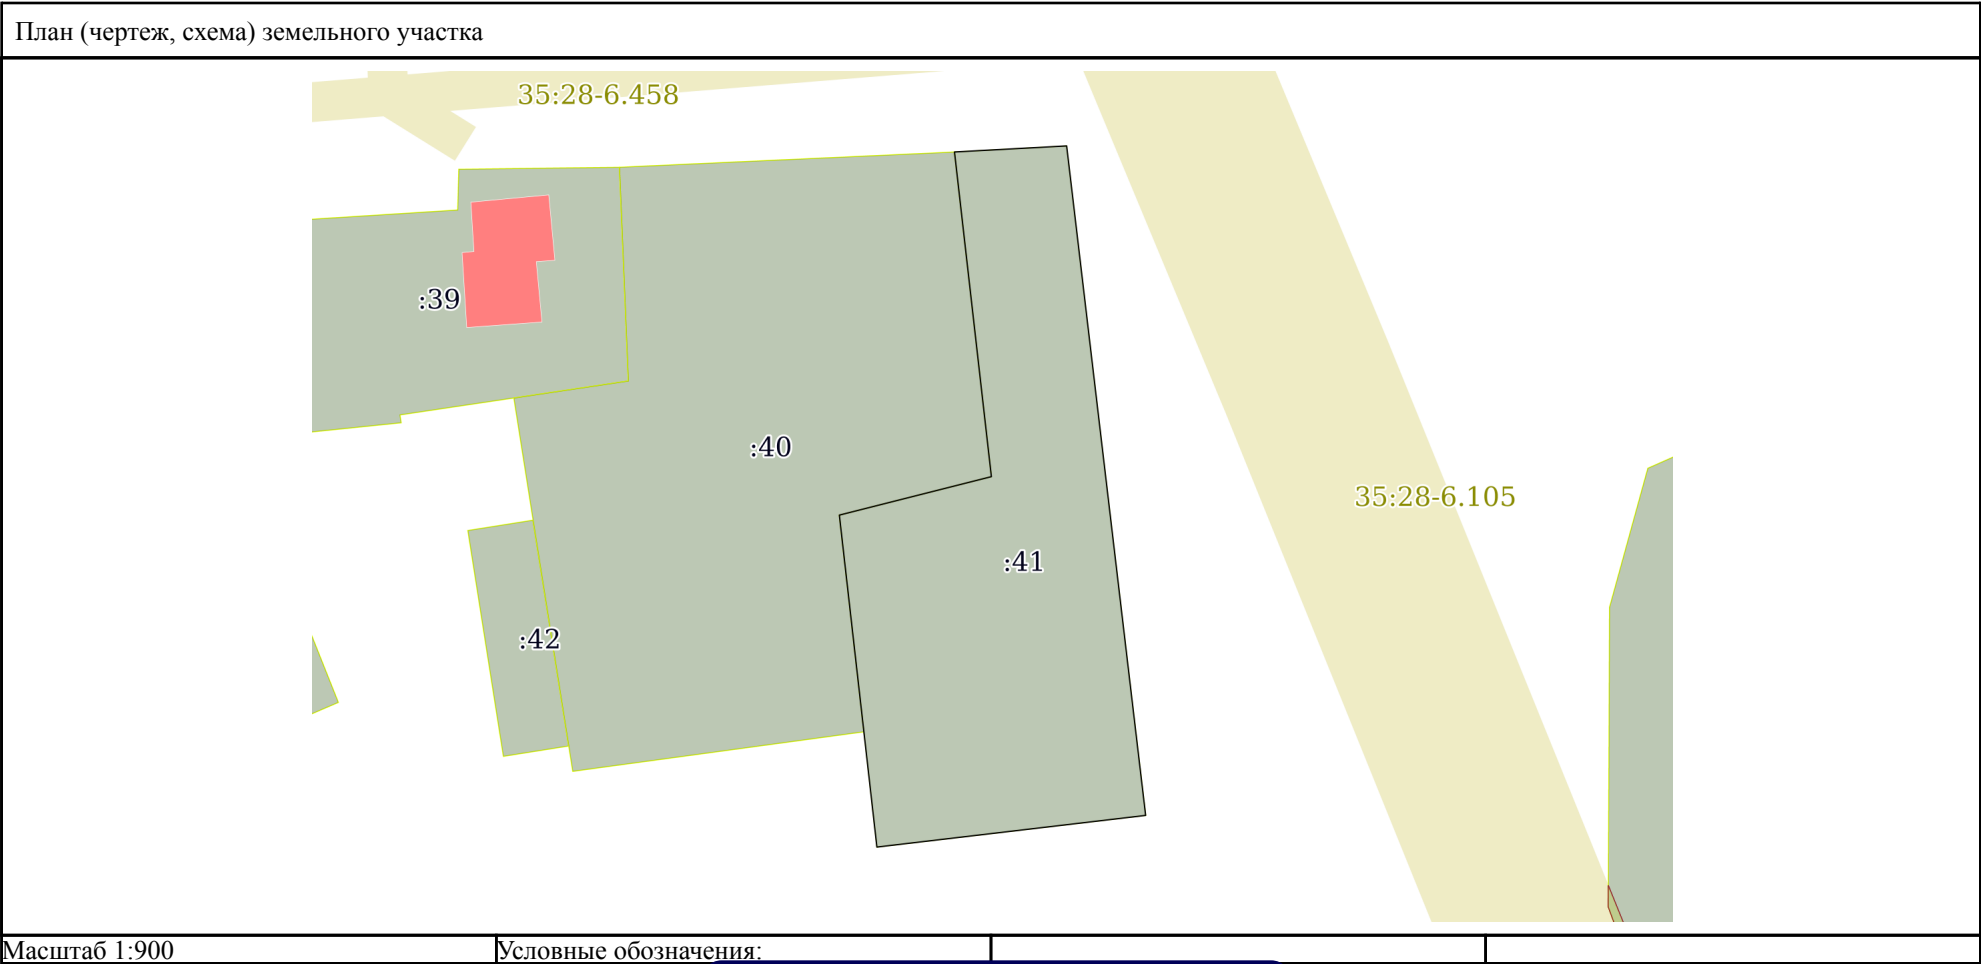 План (чертеж, схема) земельного участка
35:28-6.458
:39
:40
35:28-6.105
:41
:42
Масштаб 1:900
Условные обозначения: